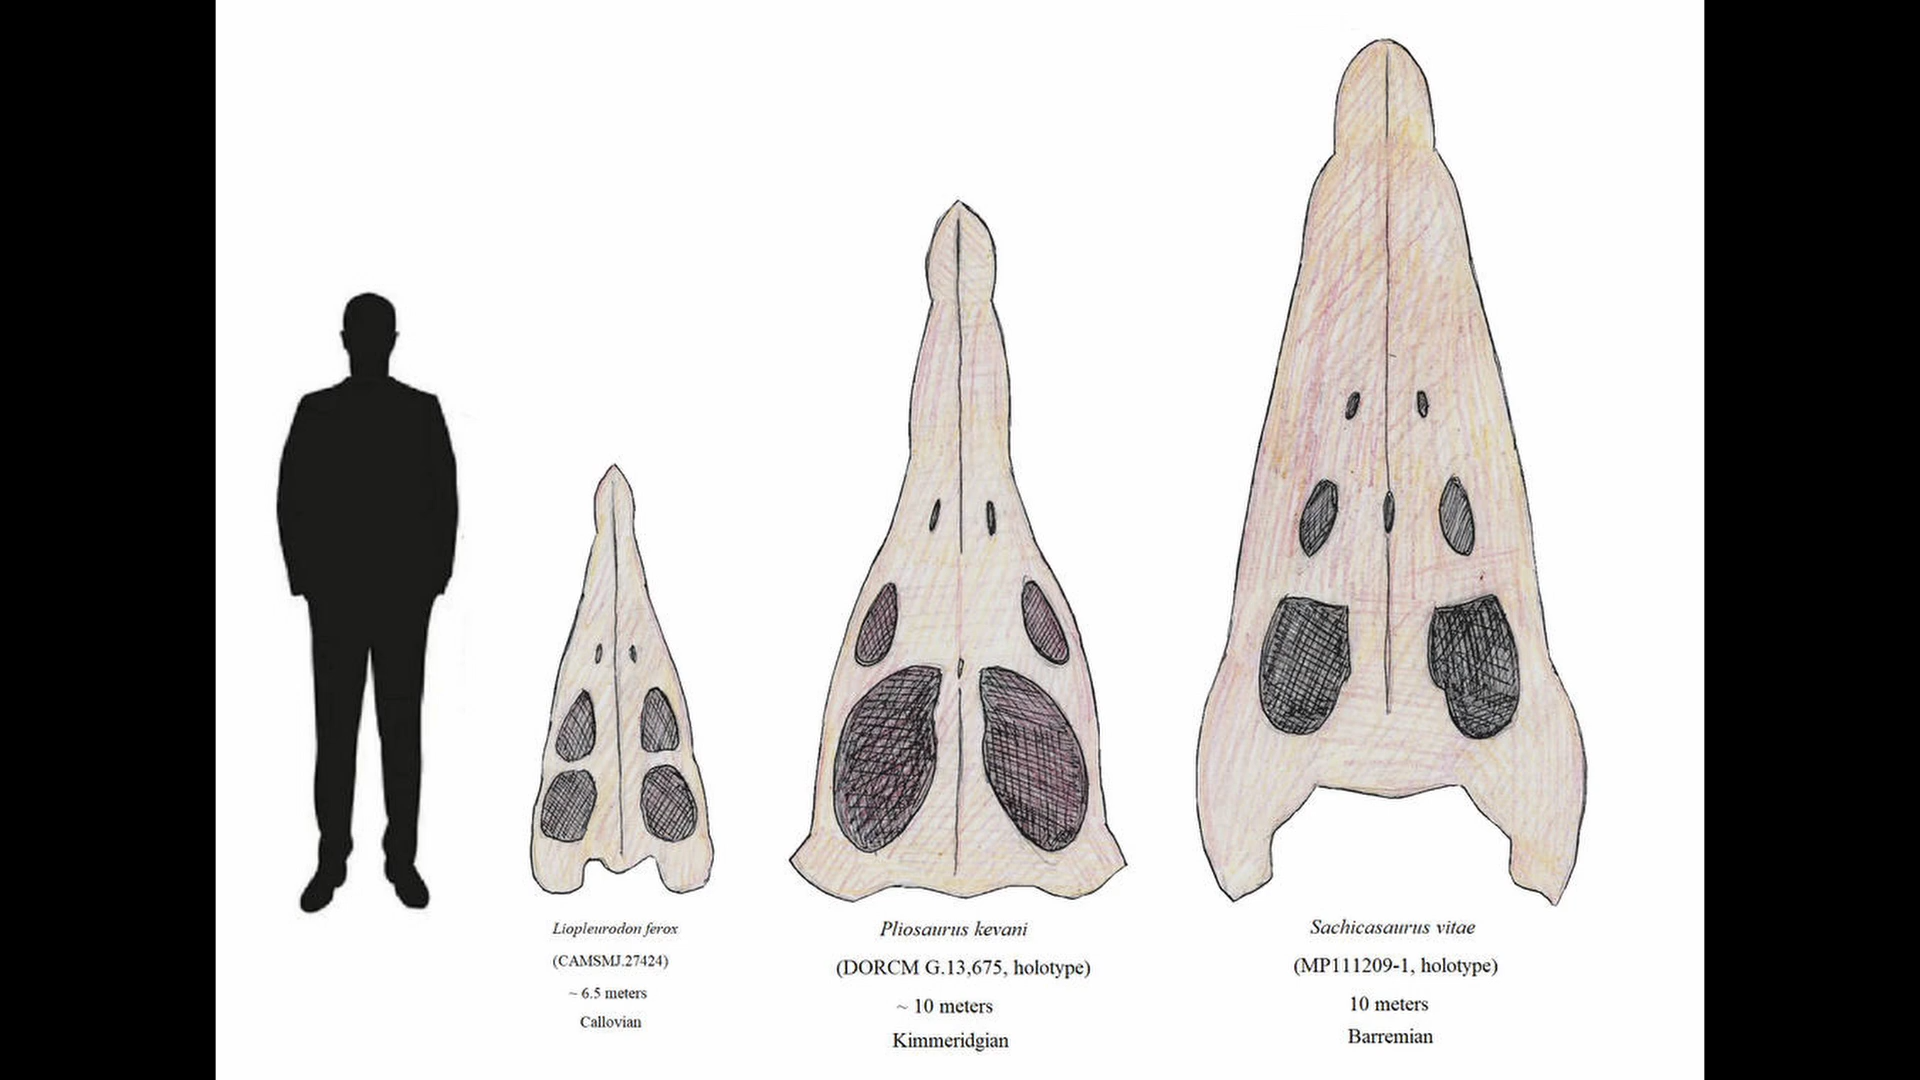 Liopleurodon ferox
(CAMSMJ.27424)
~ 6.5 meters
Callovian
Pliosaurus kevani
(DORCM G.13,675, holotype)
~ 10 meters
Kimmeridgian
Sachicasaurus vitae
(MP111209-1, holotype)
10 meters
Barremian